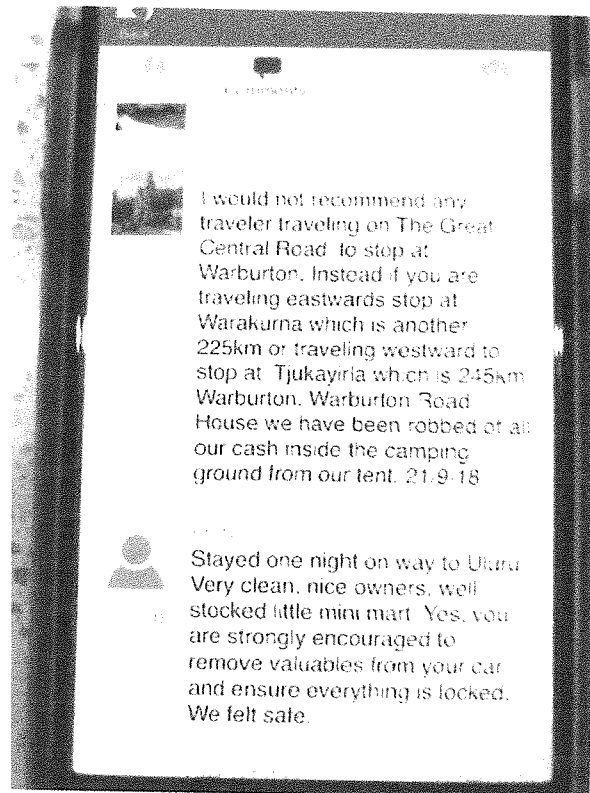 Comments
I would not recommend any
traveler traveling on The Great
Central Road to stop at
Warburton. Instead if you are
traveling eastwards stop at
Warakurna which is another
225km or traveling westward to
stop at Tjukayirla which is 245km
Warburton. Warburton Road
House we have been robbed of all
our cash inside the camping
ground from our tent. 21-9-18
Stayed one night on way to Uluru
Very clean, nice owners, well
stocked little mini mart Yes, you
are strongly encouraged to
remove valuables from your car
and ensure everything is locked.
We felt safe.